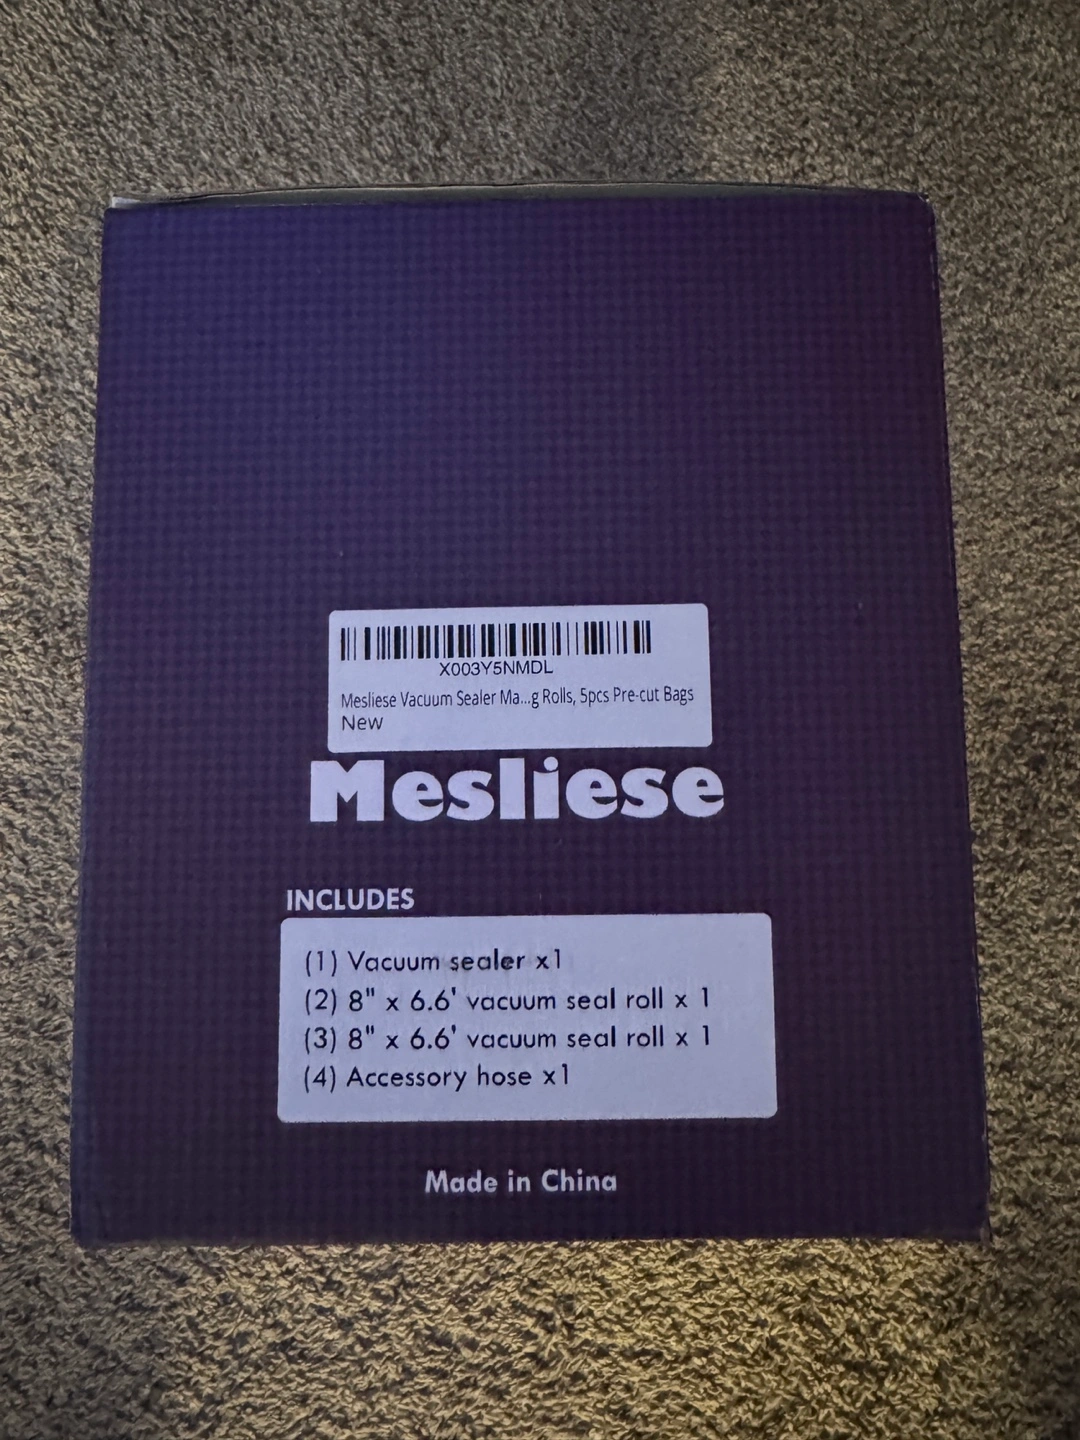 X003Y5NMDL
Mesliese Vacuum Sealer Ma...g Rolls, 5pcs Pre-cut Bags
New
Mesliese
INCLUDES
(1) Vacuum sealer x1
(2) 8" x 6.6' vacuum seal roll x 1
(3) 8" x 6.6' vacuum seal roll x 1
(4) Accessory hose x1
Made in China